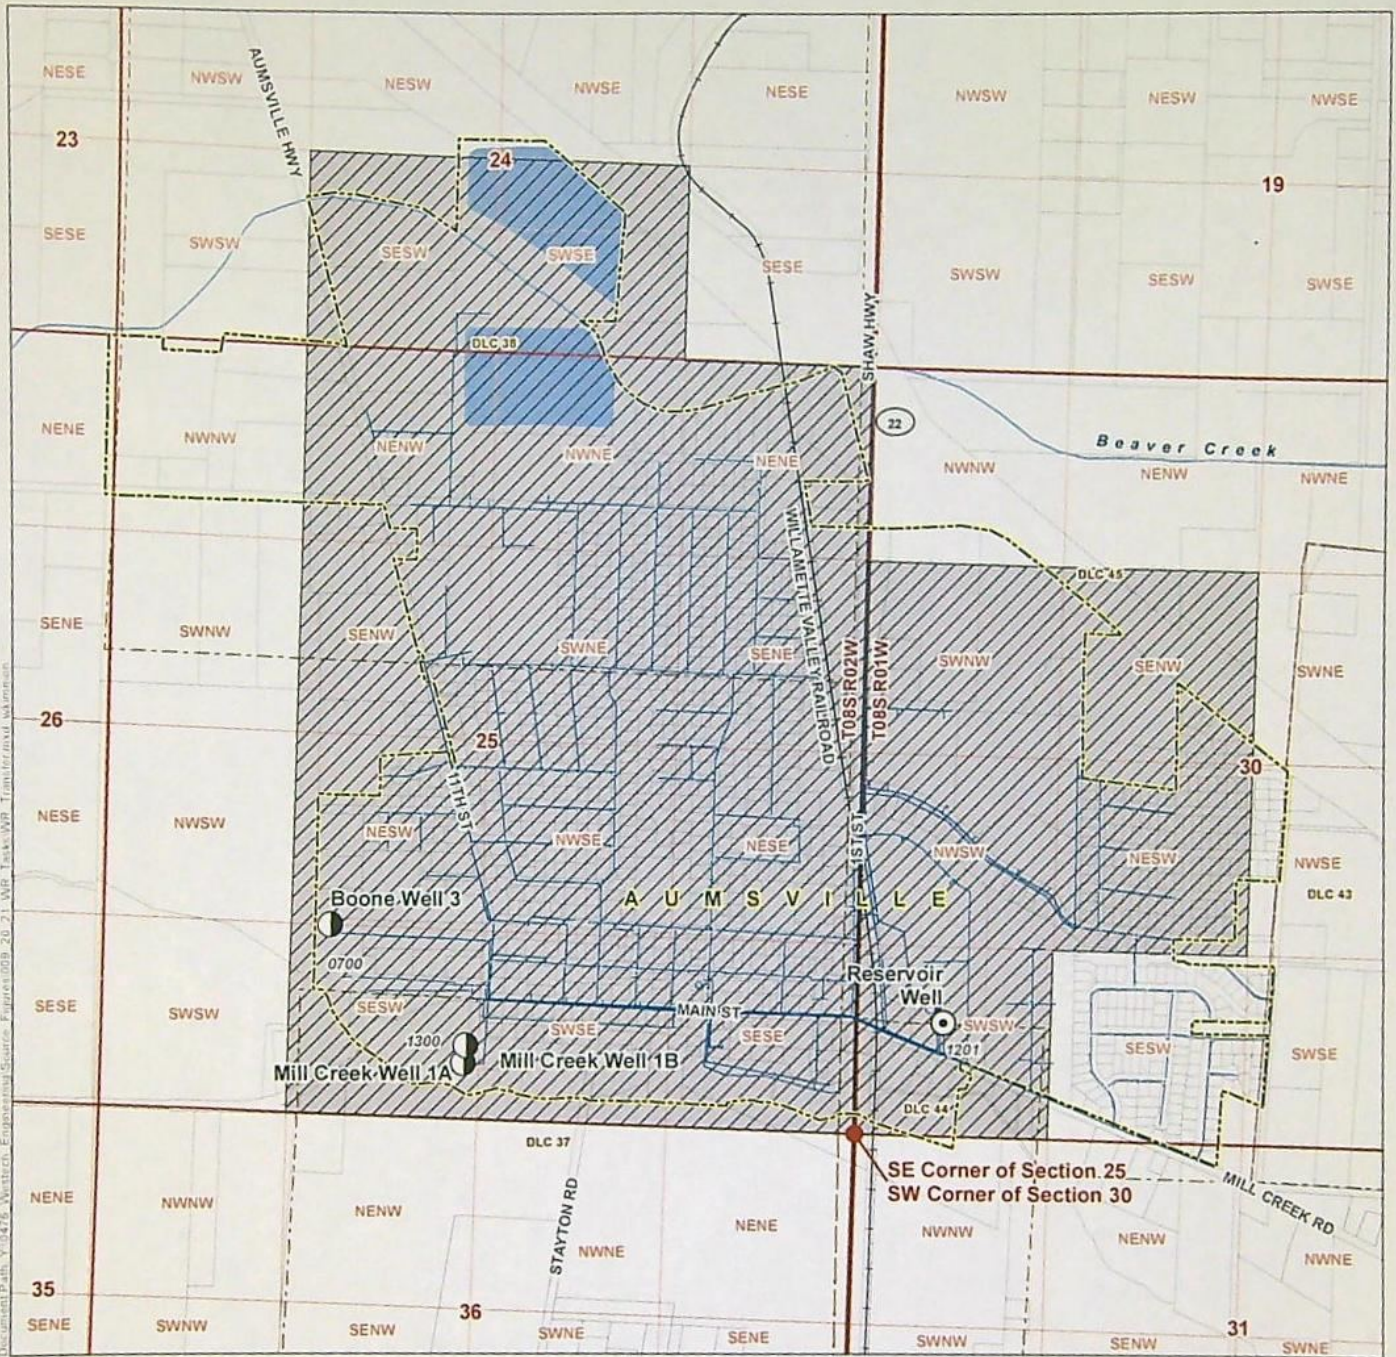 NESE
NWSW
AUMSVILLE HWY
NESW
NWSE
NESE
NWSW
NESW
NWSE
23
24
19
SESE
SWSW
SESW
SWSE
SESE
SWSW
SESW
SWSE
SHAW HWY
DLC 38
22
NENE
NWNW
NENW
NWNE
NENE
NWNW
Beaver Creek
NENW
NWNE
WILLAMETTE VALLEY RAILROAD
DLC 45
SENE
SWNW
SENW
SWNE
SENE
T08S R02W
T08S R01W
SWNW
SENW
SWNE
26
25
30
11TH ST
1ST ST
NESE
NWSW
NESW
NWSE
NESE
NWSW
NESW
NWSE
DLC 43
Boone Well 3
AUMSVILLE
0700
Reservoir
Well
SESE
SWSW
SESW
MAIN ST
SWSE
SESE
SWSW
SESW
SWSE
1300
1201
Mill Creek Well 1A
Mill Creek Well 1B
DLC 44
DLC 37
SE Corner of Section 25
SW Corner of Section 30
MILL CREEK RD
NENE
NWNW
NENW
STAYTON RD
NWNE
NENE
NWNW
NENW
NWNE
35
36
31
SENE
SWNW
SENW
SWNE
SENE
SWNW
SENW
SWNE